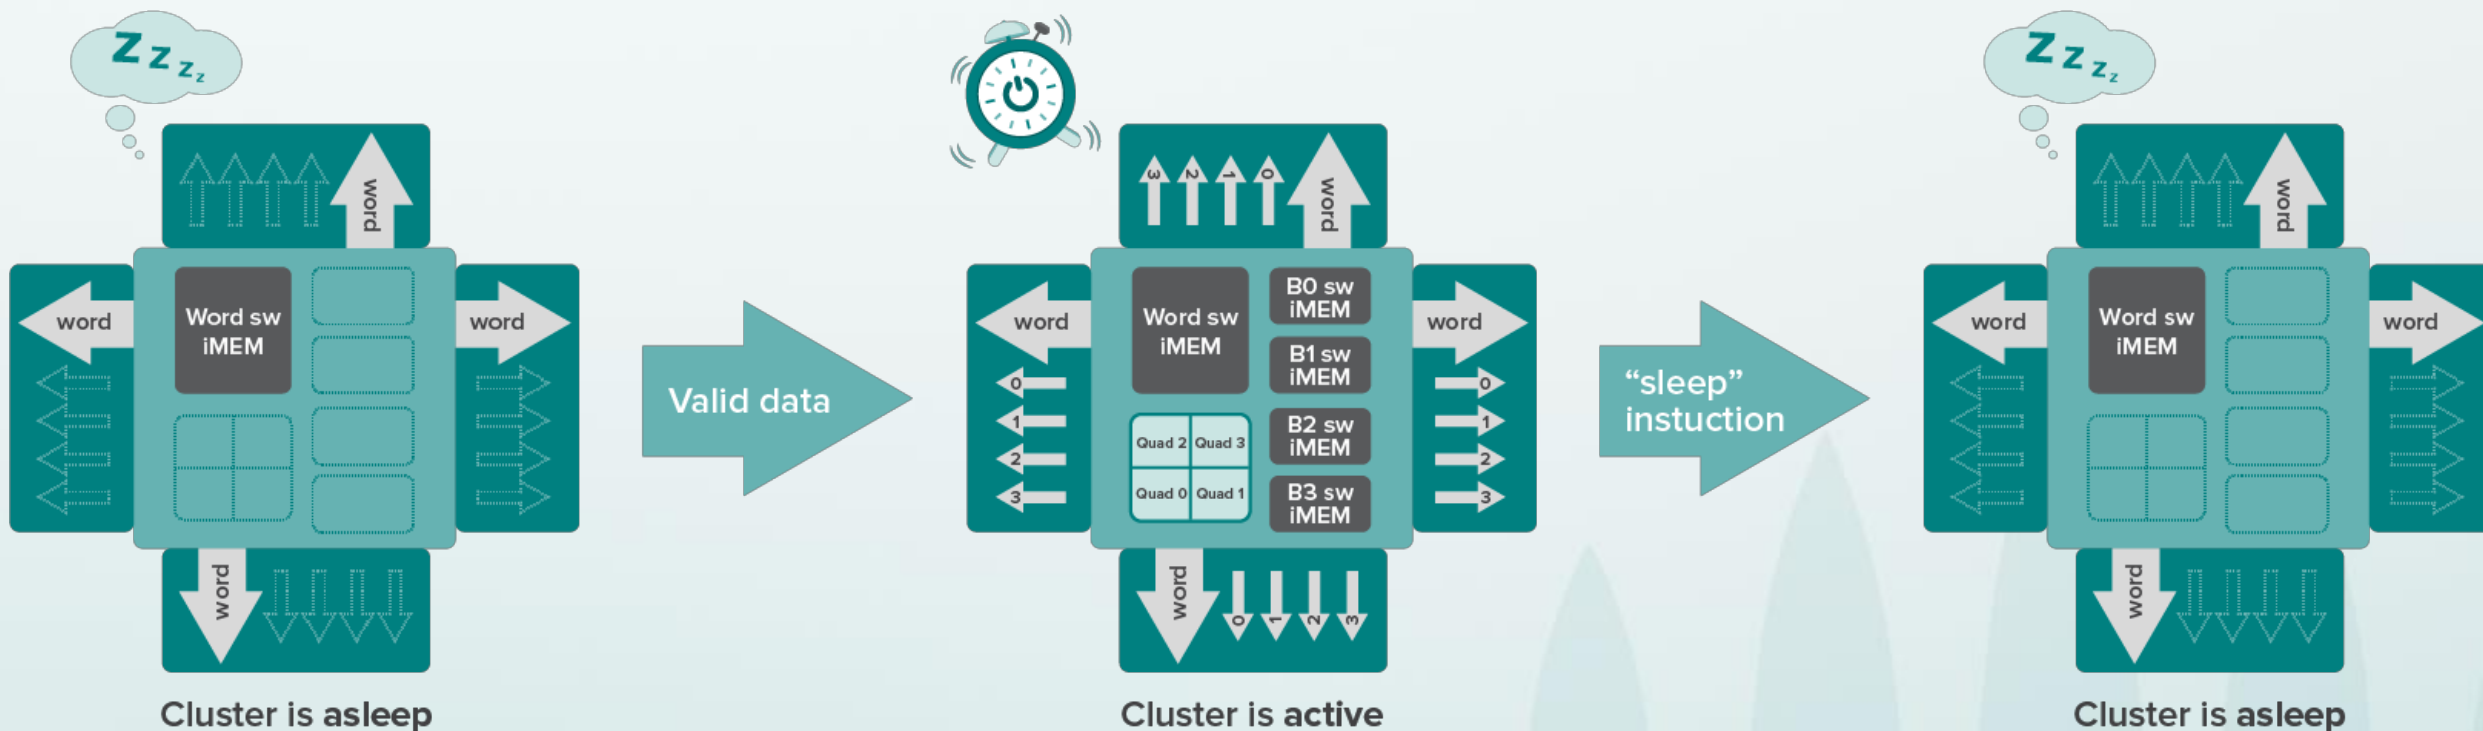 Z z z z
word
word
Word sw
iMEM
word
word
Cluster is asleep
Valid data
3 2 1 0
word
word
Word sw
iMEM
B0 sw
iMEM
B1 sw
iMEM
B2 sw
iMEM
B3 sw
iMEM
Quad 2 Quad 3
Quad 0 Quad 1
word
0
1
2
3
0
1
2
3
word
0 1 2 3
Cluster is active
“sleep”
instuction
Z z z z
word
word
Word sw
iMEM
word
word
Cluster is asleep